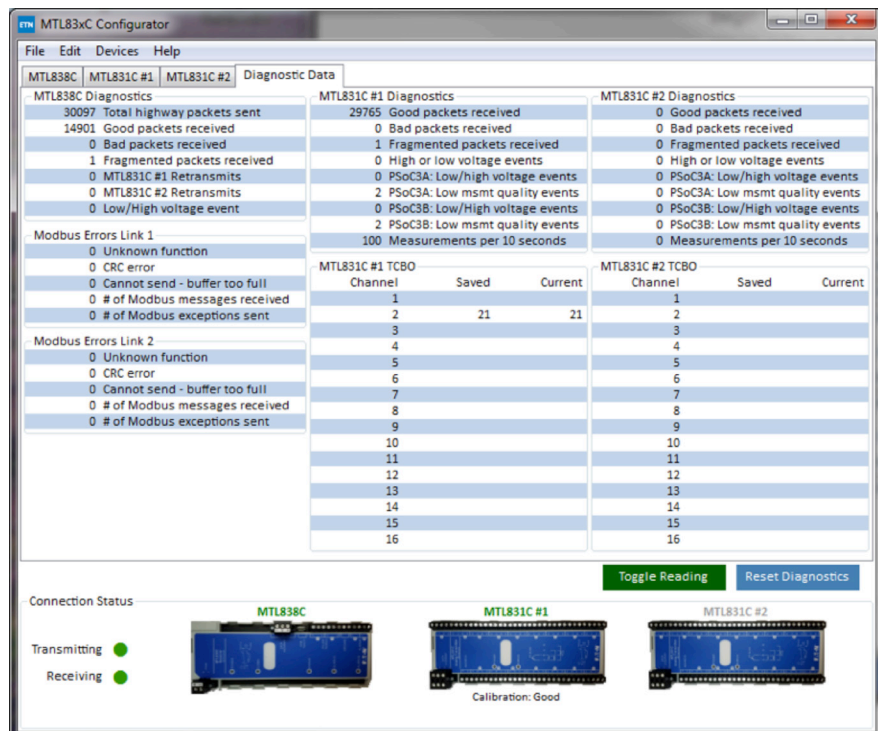 ETN MTL83xC Configurator
File Edit Devices Help
MTL838C MTL831C #1 MTL831C #2 Diagnostic Data
MTL838C Diagnostics
30097 Total highway packets sent
14901 Good packets received
0 Bad packets received
1 Fragmented packets received
0 MTL831C #1 Retransmits
0 MTL831C #2 Retransmits
0 Low/High voltage event
Modbus Errors Link 1
0 Unknown function
0 CRC error
0 Cannot send - buffer too full
0 # of Modbus messages received
0 # of Modbus exceptions sent
Modbus Errors Link 2
0 Unknown function
0 CRC error
0 Cannot send - buffer too full
0 # of Modbus messages received
0 # of Modbus exceptions sent
MTL831C #1 Diagnostics
29765 Good packets received
0 Bad packets received
1 Fragmented packets received
0 High or low voltage events
0 PSoC3A: Low/high voltage events
2 PSoC3A: Low msmt quality events
0 PSoC3B: Low/High voltage events
2 PSoC3B: Low msmt quality events
100 Measurements per 10 seconds
MTL831C #1 TCBO
Channel Saved Current
1
2 21 21
3
4
5
6
7
8
9
10
11
12
13
14
15
16
MTL831C #2 Diagnostics
0 Good packets received
0 Bad packets received
0 Fragmented packets received
0 High or low voltage events
0 PSoC3A: Low/high voltage events
0 PSoC3A: Low msmt quality events
0 PSoC3B: Low/High voltage events
0 PSoC3B: Low msmt quality events
0 Measurements per 10 seconds
MTL831C #2 TCBO
Channel Saved Current
1
2
3
4
5
6
7
8
9
10
11
12
13
14
15
16
Toggle Reading Reset Diagnostics
Connection Status
MTL838C MTL831C #1 MTL831C #2
Transmitting
Receiving
Calibration: Good